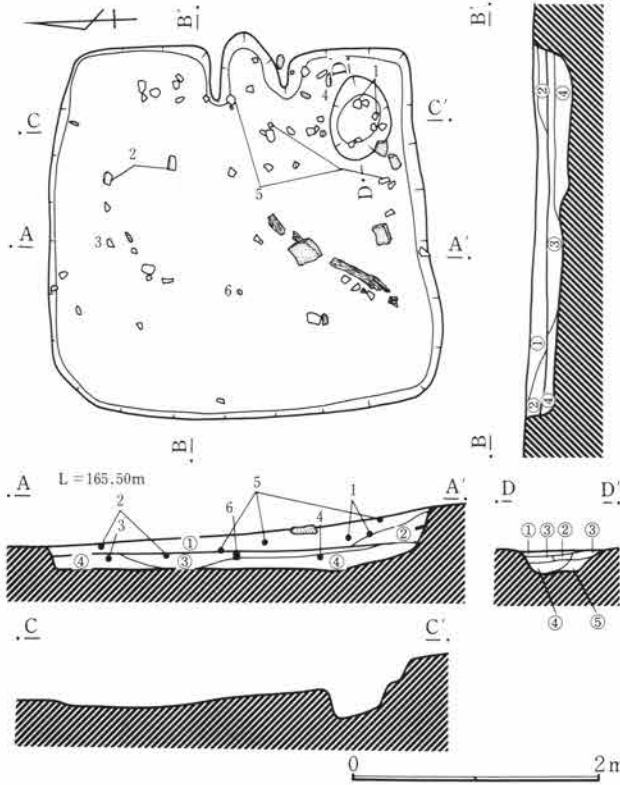 B′ B′
D′
1
4
C C′
2
5
D
A A′
3
6
B B
② ④ ③ ① ② ④
A L=165.50m A′ D D′
2 3 6 5 4 1
① ② ③ ④ ④
① ③ ② ③
④ ⑤
C C′
0 2m